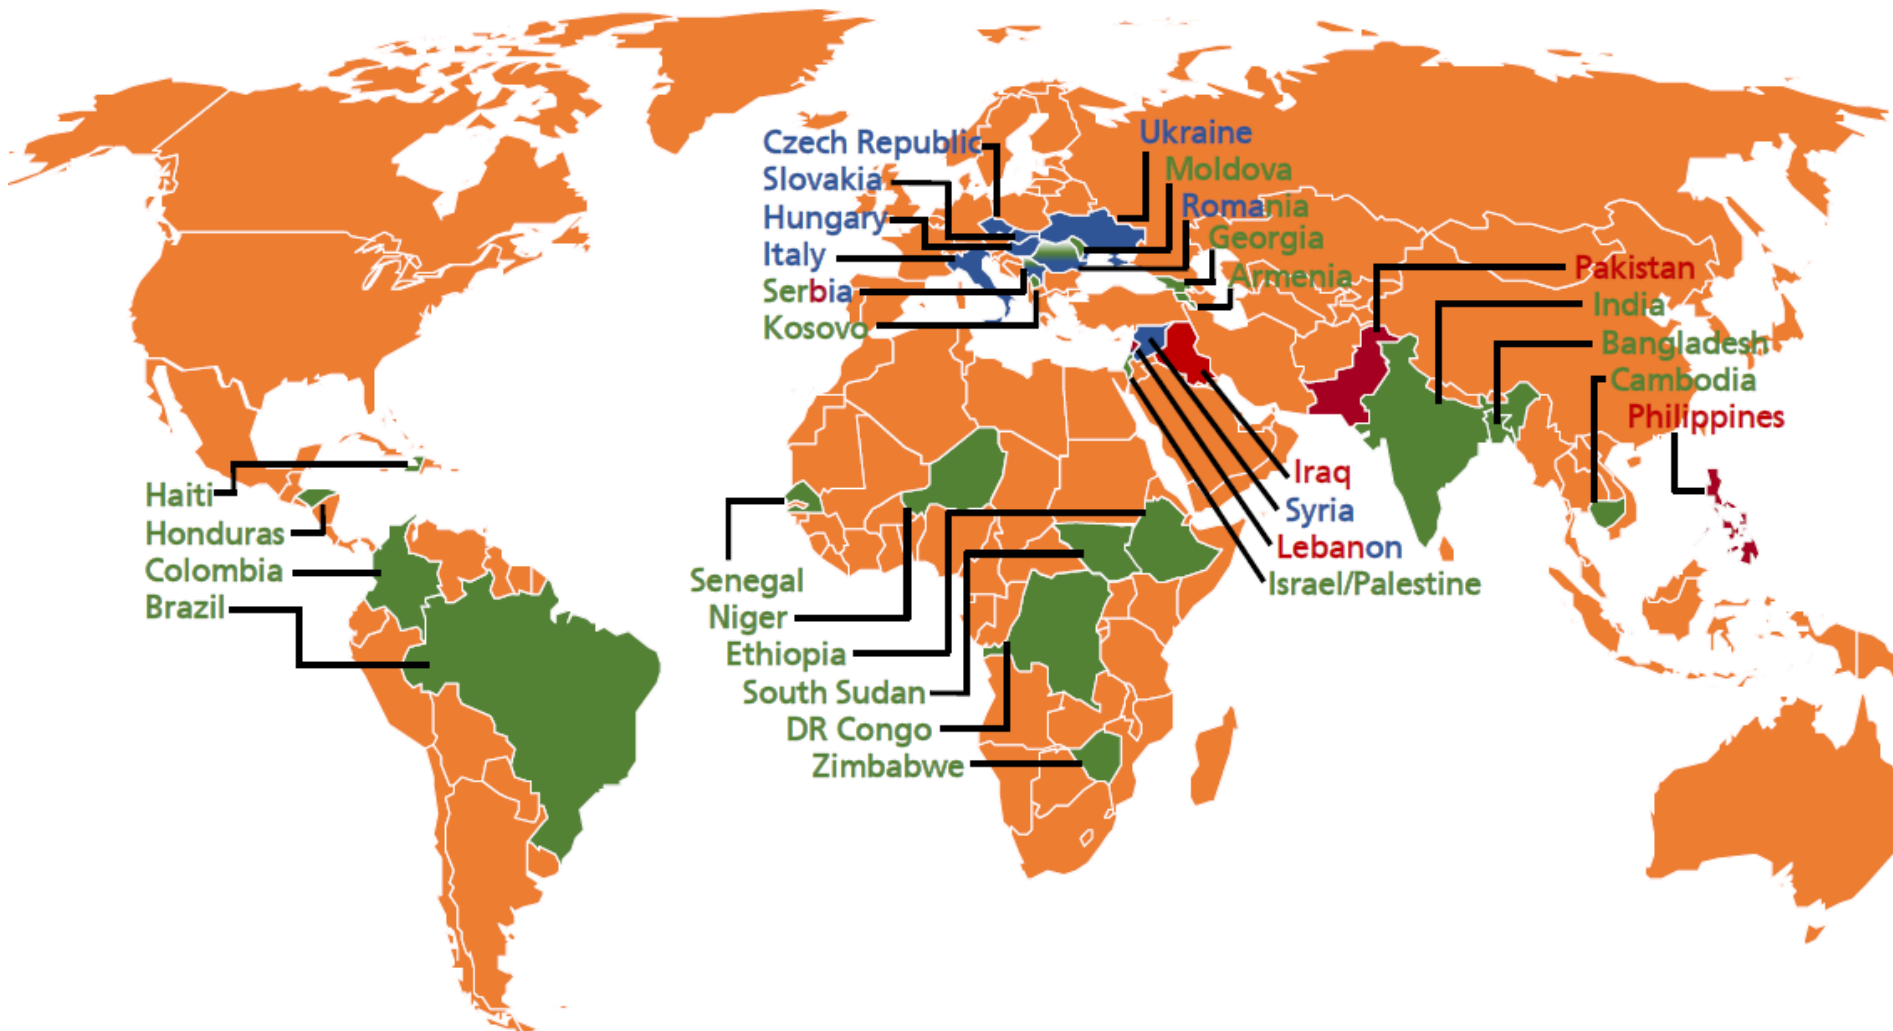 Czech Republic
Slovakia
Hungary
Italy
Serbia
Kosovo
Ukraine
Moldova
Romania
Georgia
Armenia
Pakistan
India
Bangladesh
Cambodia
Philippines
Iraq
Syria
Lebanon
Israel/Palestine
Haiti
Honduras
Colombia
Brazil
Senegal
Niger
Ethiopia
South Sudan
DR Congo
Zimbabwe